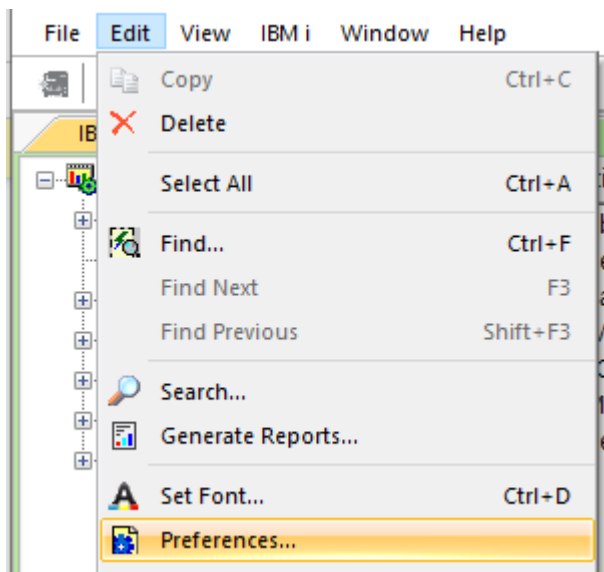 File Edit View IBM i Window Help
Copy Ctrl+C
Delete
IB
Select All Ctrl+A
Find... Ctrl+F
Find Next F3
Find Previous Shift+F3
Search...
Generate Reports...
Set Font... Ctrl+D
Preferences...